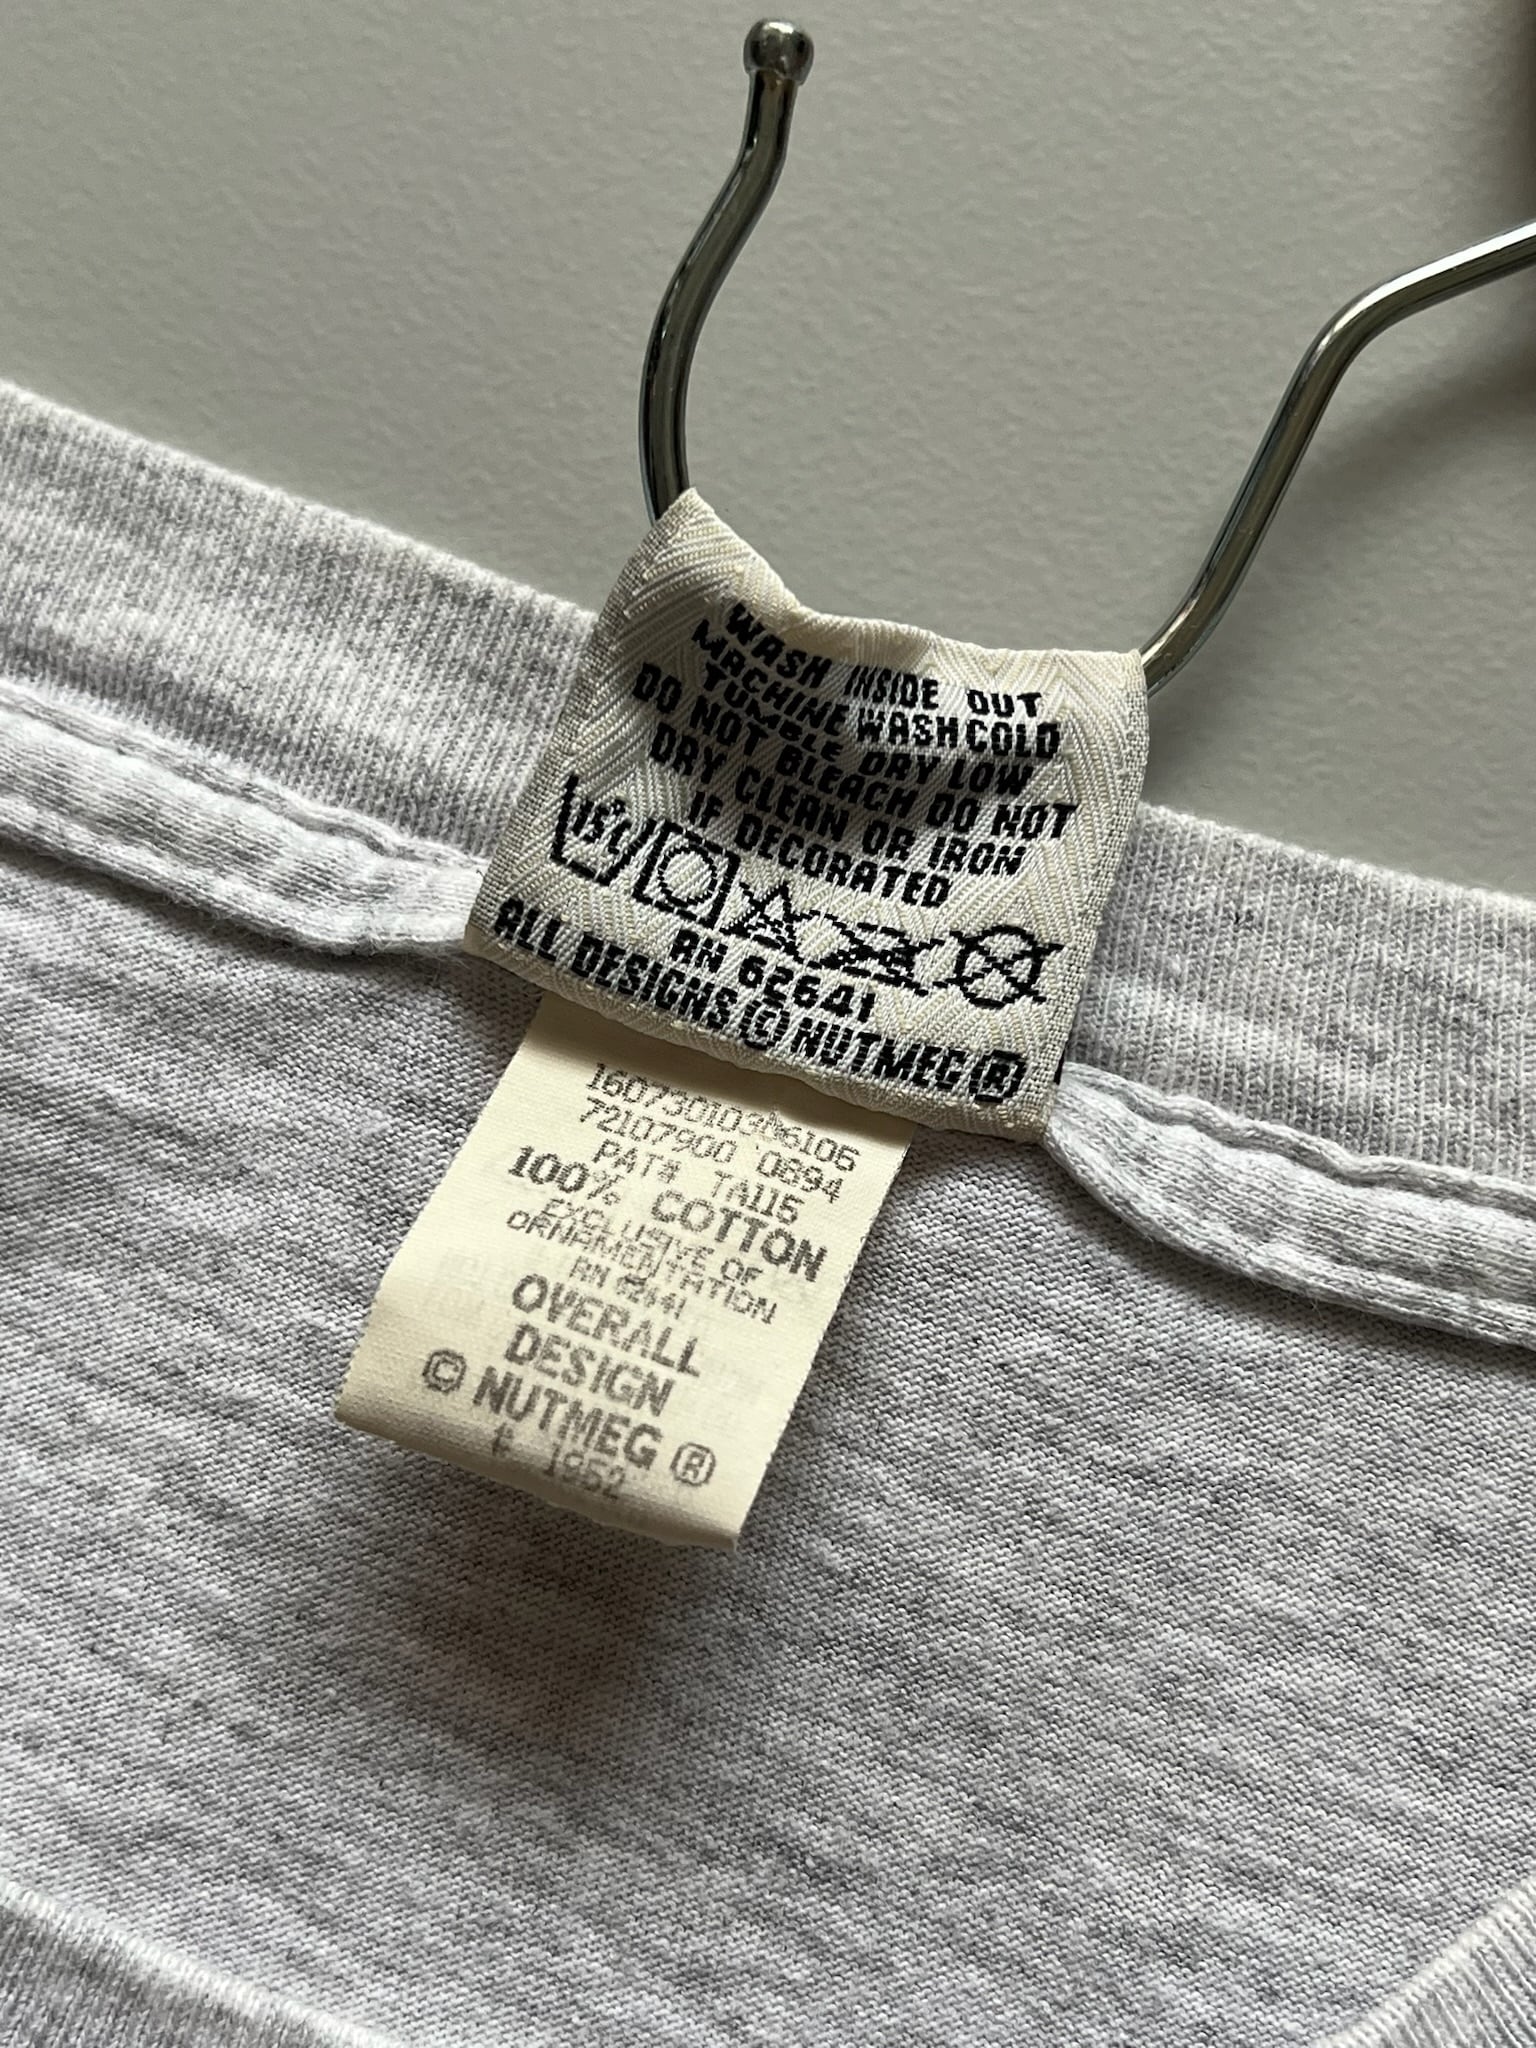 WASH INSIDE OUT
MACHINE WASH COLD
TUMBLE DRY LOW
DO NOT BLEACH DO NOT
DRY CLEAN OR IRON
IF DECORATED
15°C
RN 62641
ALL DESIGNS © NUTMEG ®
72107900 0894
PAT# TA115
100% COTTON
EXCLUSIVE OF
ORNAMENTATION
RN 62641
OVERALL
DESIGN
© NUTMEG ®